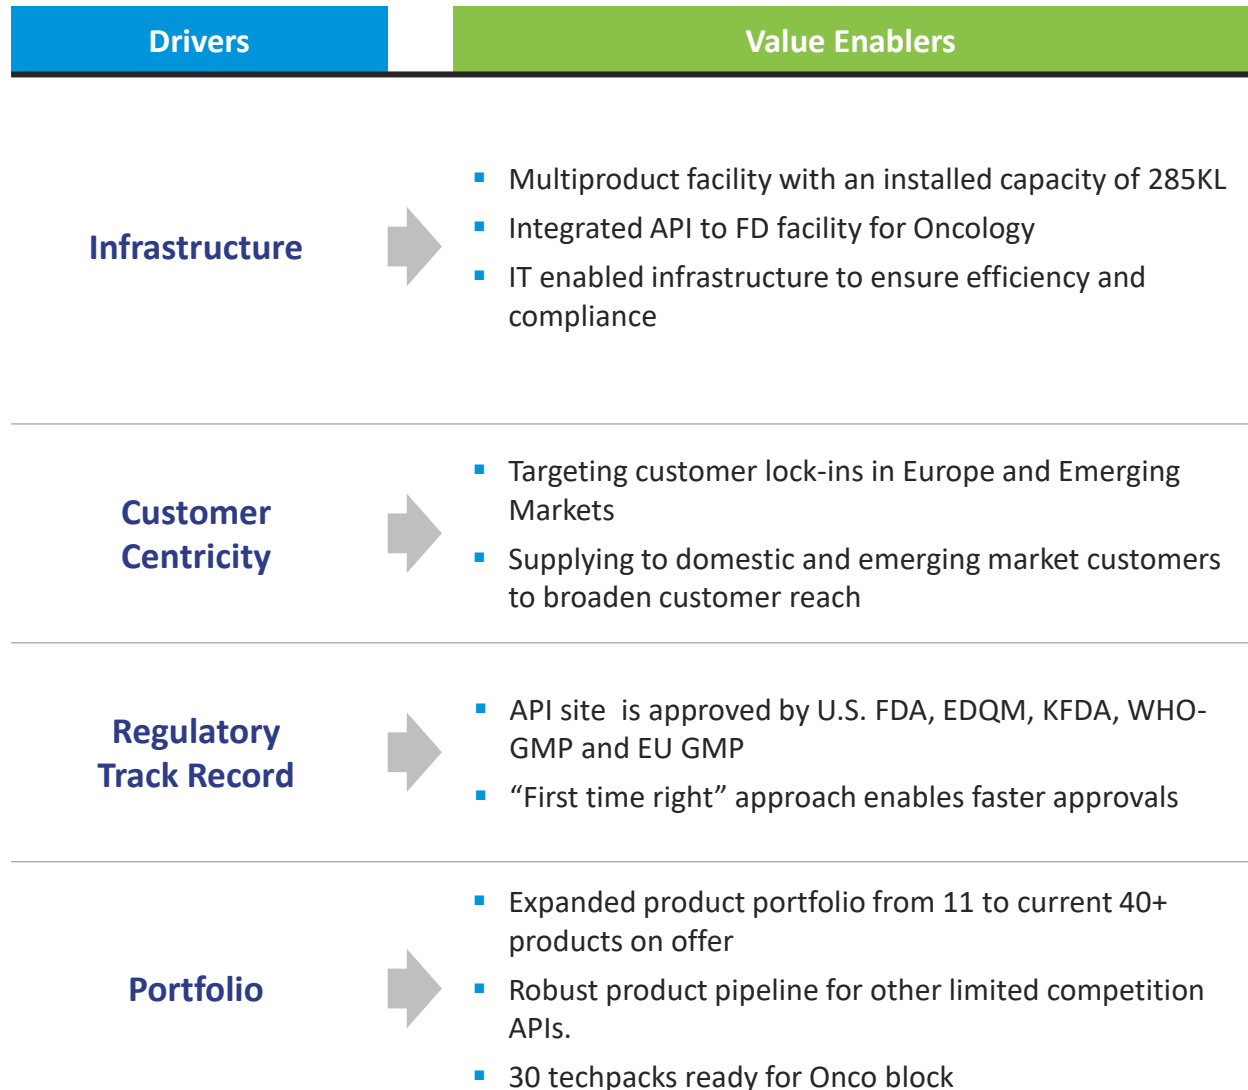 Drivers
Value Enablers
Infrastructure
▪ Multiproduct facility with an installed capacity of 285KL
▪ Integrated API to FD facility for Oncology
▪ IT enabled infrastructure to ensure efficiency and
compliance
Customer
Centricity
▪ Targeting customer lock-ins in Europe and Emerging
Markets
▪ Supplying to domestic and emerging market customers
to broaden customer reach
Regulatory
Track Record
▪ API site  is approved by U.S. FDA, EDQM, KFDA, WHO-
GMP and EU GMP
▪ “First time right” approach enables faster approvals
Portfolio
▪ Expanded product portfolio from 11 to current 40+
products on offer
▪ Robust product pipeline for other limited competition
APIs.
▪ 30 techpacks ready for Onco block